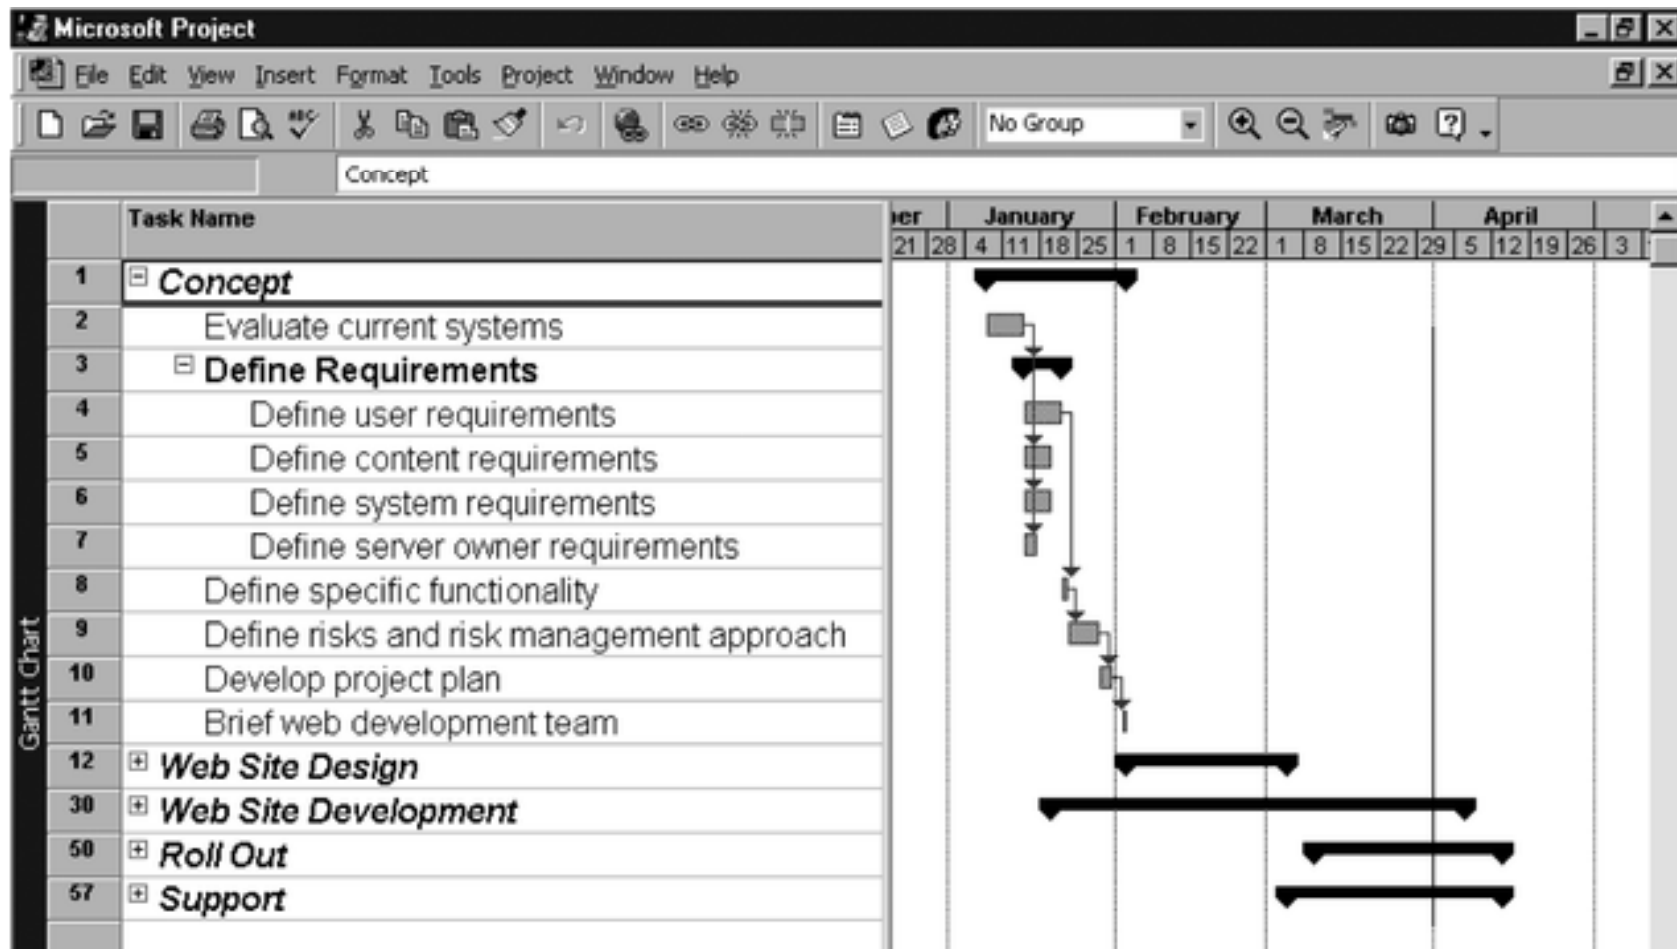 Microsoft Project
File Edit View Insert Format Tools Project Window Help
ABC No Group ?
Concept
Task Name January February March April
21 28 4 11 18 25 1 8 15 22 1 8 15 22 29 5 12 19 26 3
1 Concept
2 Evaluate current systems
3 Define Requirements
4 Define user requirements
5 Define content requirements
6 Define system requirements
7 Define server owner requirements
8 Define specific functionality
9 Define risks and risk management approach
10 Develop project plan
11 Brief web development team
12 Web Site Design
30 Web Site Development
50 Roll Out
57 Support
Gantt Chart